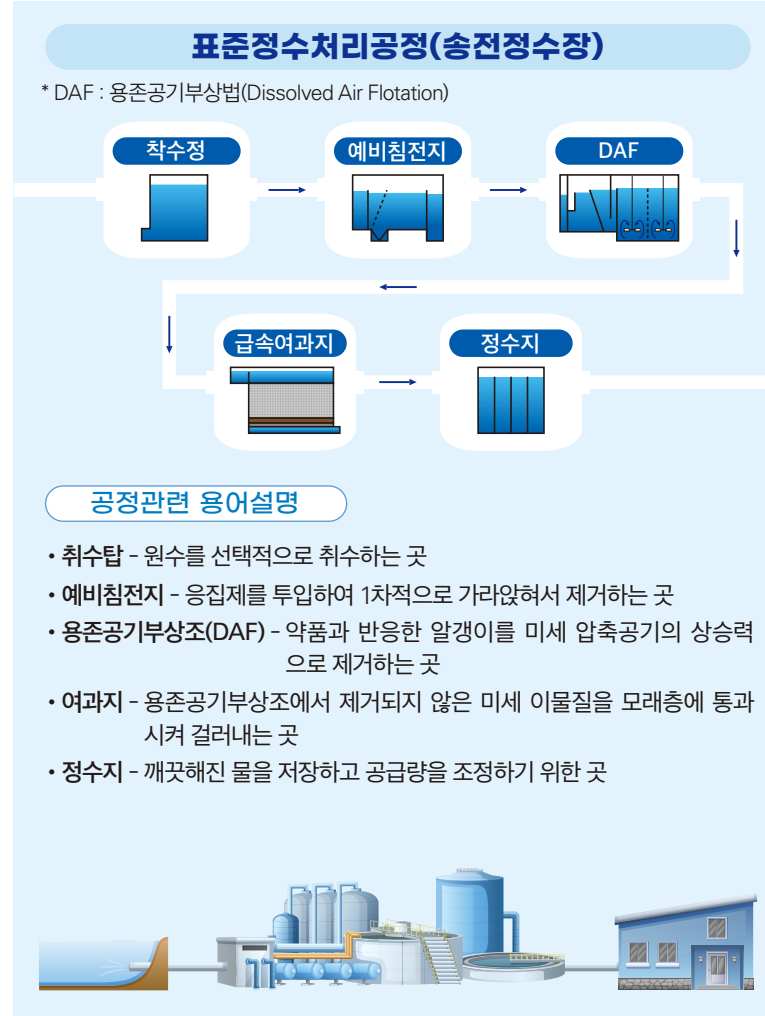 표준정수처리공정(송전정수장)
* DAF : 용존공기부상법(Dissolved Air Flotation)
착수정
예비침전지
DAF
급속여과지
정수지
공정관련 용어설명
• 취수탑 - 원수를 선택적으로 취수하는 곳
• 예비침전지 - 응집제를 투입하여 1차적으로 가라앉혀서 제거하는 곳
• 용존공기부상조(DAF) - 약품과 반응한 알갱이를 미세 압축공기의 상승력
으로 제거하는 곳
• 여과지 - 용존공기부상조에서 제거되지 않은 미세 이물질을 모래층에 통과
시켜 걸러내는 곳
• 정수지 - 깨끗해진 물을 저장하고 공급량을 조정하기 위한 곳